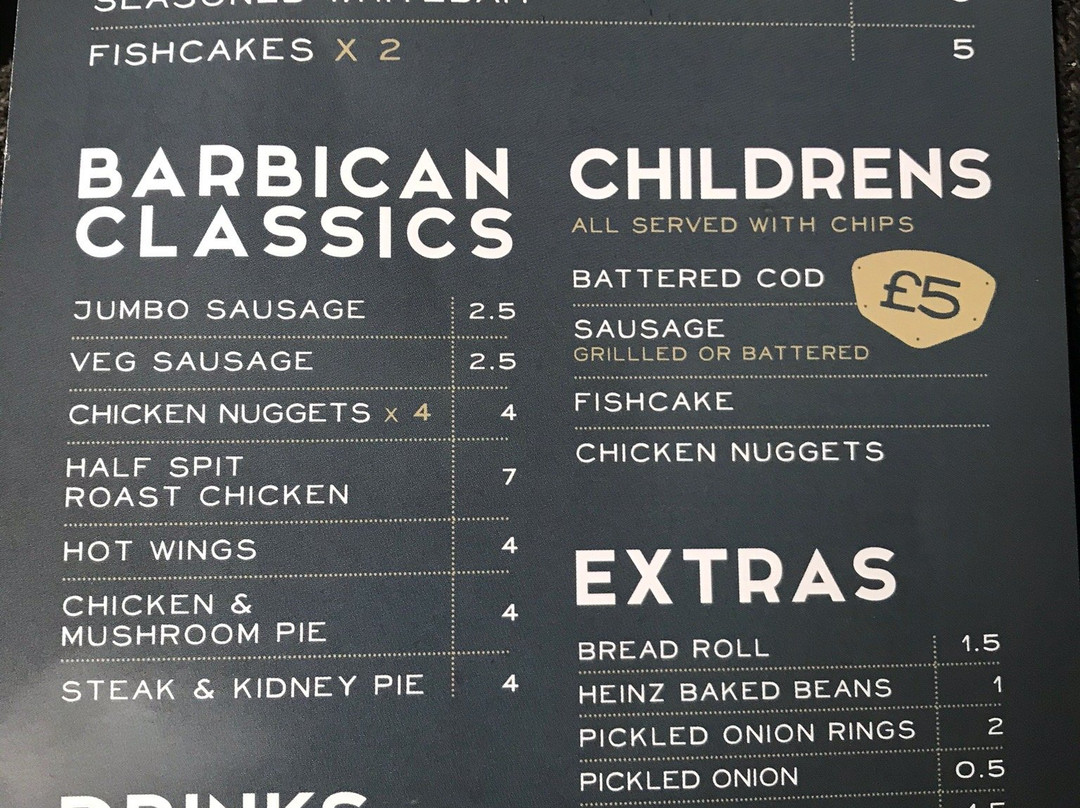 SEASONED WHITEBAIT
FISHCAKES X 2 5
BARBICAN
CLASSICS
JUMBO SAUSAGE 2.5
VEG SAUSAGE 2.5
CHICKEN NUGGETS x 4 4
HALF SPIT
ROAST CHICKEN 7
HOT WINGS 4
CHICKEN &
MUSHROOM PIE 4
STEAK & KIDNEY PIE 4
CHILDRENS
ALL SERVED WITH CHIPS
£5
BATTERED COD
SAUSAGE
GRILLLED OR BATTERED
FISHCAKE
CHICKEN NUGGETS
EXTRAS
BREAD ROLL 1.5
HEINZ BAKED BEANS 1
PICKLED ONION RINGS 2
PICKLED ONION 0.5
DRINKS